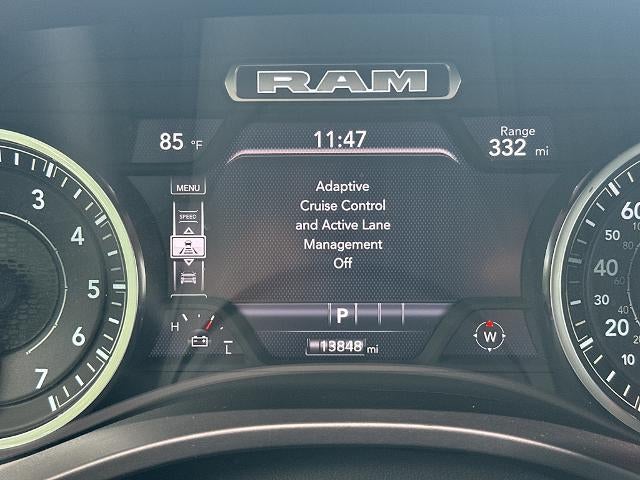 RAM
85 °F
11:47
Range
332 mi
MENU
SPEED
Adaptive
Cruise Control
and Active Lane
Management
Off
P
H
L
13848 mi
W
3
4
5
6
7
60
50
40
30
20
10